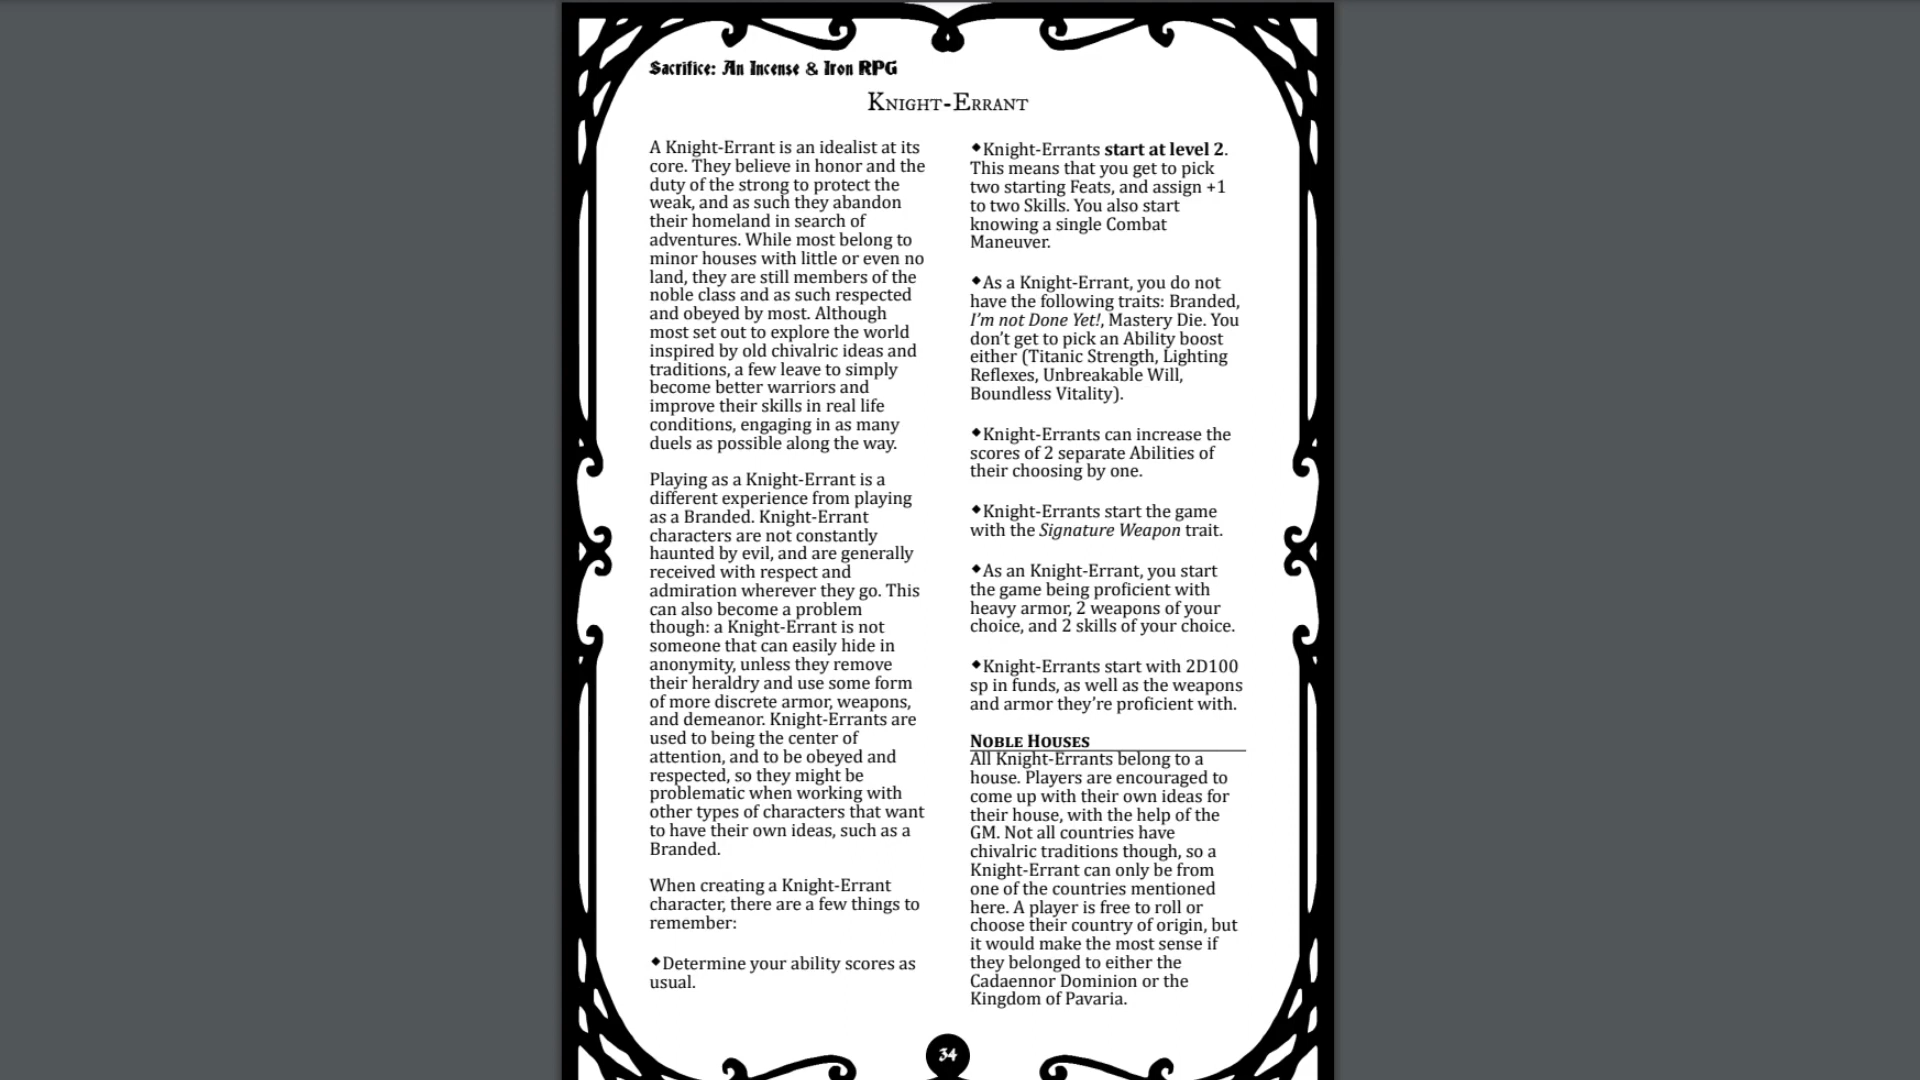 Sacrifice: An Incense & Iron RPG
Knight-Errant
A Knight-Errant is an idealist at its
core. They believe in honor and the
duty of the strong to protect the
weak, and as such they abandon
their homeland in search of
adventures. While most belong to
minor houses with little or even no
land, they are still members of the
noble class and as such respected
and obeyed by most. Although
most set out to explore the world
inspired by old chivalric ideas and
traditions, a few leave to simply
become better warriors and
improve their skills in real life
conditions, engaging in as many
duels as possible along the way.
Playing as a Knight-Errant is a
different experience from playing
as a Branded. Knight-Errant
characters are not constantly
haunted by evil, and are generally
received with respect and
admiration wherever they go. This
can also become a problem
though: a Knight-Errant is not
someone that can easily hide in
anonymity, unless they remove
their heraldry and use some form
of more discrete armor, weapons,
and demeanor. Knight-Errants are
used to being the center of
attention, and to be obeyed and
respected, so they might be
problematic when working with
other types of characters that want
to have their own ideas, such as a
Branded.
When creating a Knight-Errant
character, there are a few things to
remember:
◆Determine your ability scores as
usual.
◆Knight-Errants start at level 2.
This means that you get to pick
two starting Feats, and assign +1
to two Skills. You also start
knowing a single Combat
Maneuver.
◆As a Knight-Errant, you do not
have the following traits: Branded,
I'm not Done Yet!, Mastery Die. You
don't get to pick an Ability boost
either (Titanic Strength, Lighting
Reflexes, Unbreakable Will,
Boundless Vitality).
◆Knight-Errants can increase the
scores of 2 separate Abilities of
their choosing by one.
◆Knight-Errants start the game
with the Signature Weapon trait.
◆As an Knight-Errant, you start
the game being proficient with
heavy armor, 2 weapons of your
choice, and 2 skills of your choice.
◆Knight-Errants start with 2D100
sp in funds, as well as the weapons
and armor they're proficient with.
Noble Houses
All Knight-Errants belong to a
house. Players are encouraged to
come up with their own ideas for
their house, with the help of the
GM. Not all countries have
chivalric traditions though, so a
Knight-Errant can only be from
one of the countries mentioned
here. A player is free to roll or
choose their country of origin, but
it would make the most sense if
they belonged to either the
Cadaennor Dominion or the
Kingdom of Pavaria.
34